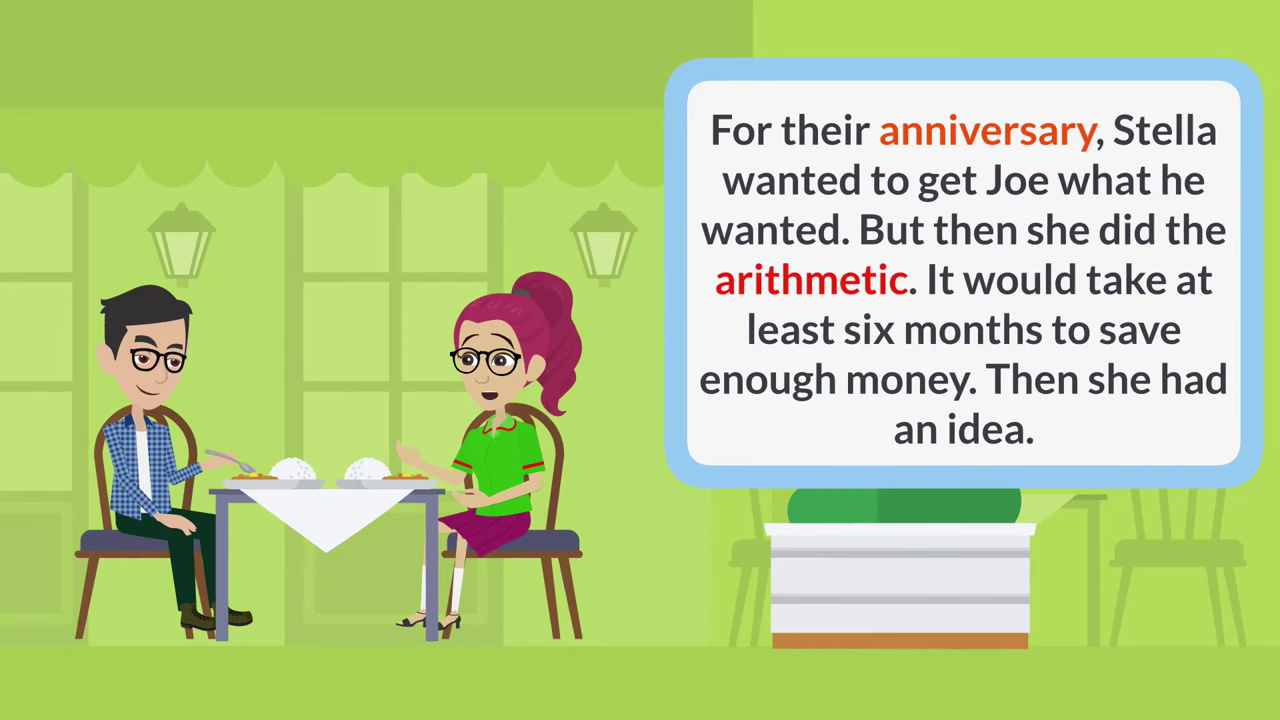 For their anniversary, Stella
wanted to get Joe what he
wanted. But then she did the
arithmetic. It would take at
least six months to save
enough money. Then she had
an idea.